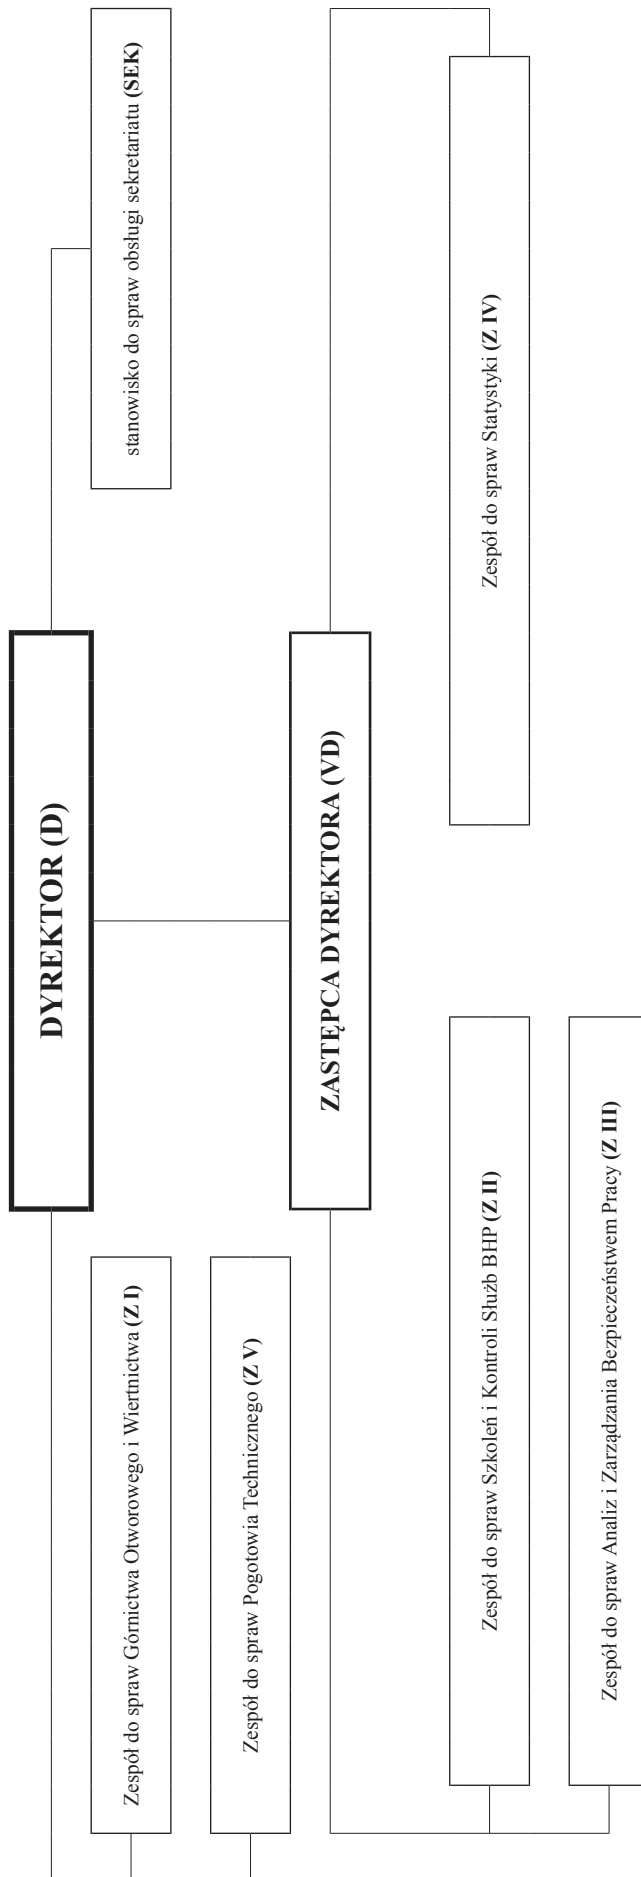 DYREKTOR (D)
stanowisko do spraw obsługi sekretariatu (SEK)
Zespół do spraw Górnictwa Otworowego i Wiertnictwa (Z I)
Zespół do spraw Pogotowia Technicznego (Z V)
ZASTĘPCA DYREKTORA (VD)
Zespół do spraw Szkoleń i Kontroli Służb BHP (Z II)
Zespół do spraw Statystyki (Z IV)
Zespół do spraw Analiz i Zarządzania Bezpieczeństwem Pracy (Z III)